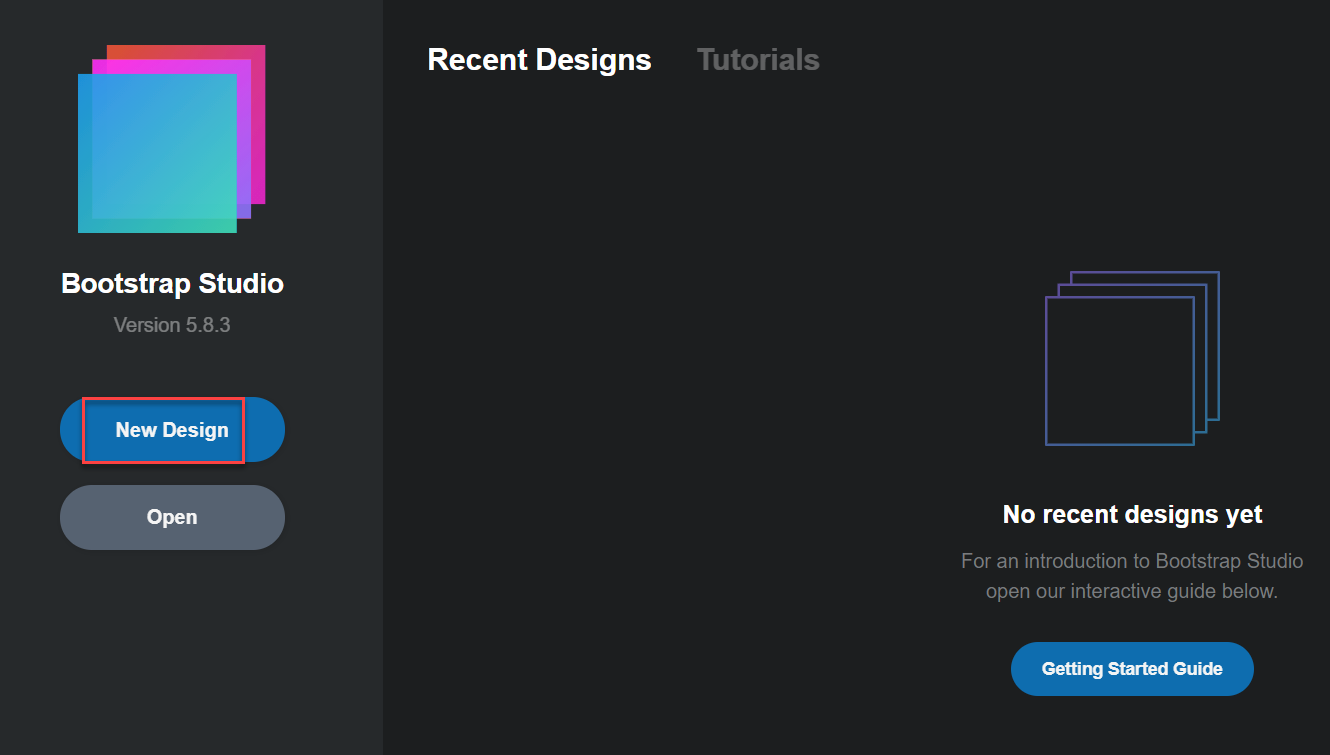 Bootstrap Studio
Version 5.8.3
New Design
Open
Recent Designs
Tutorials
No recent designs yet
For an introduction to Bootstrap Studio
open our interactive guide below.
Getting Started Guide